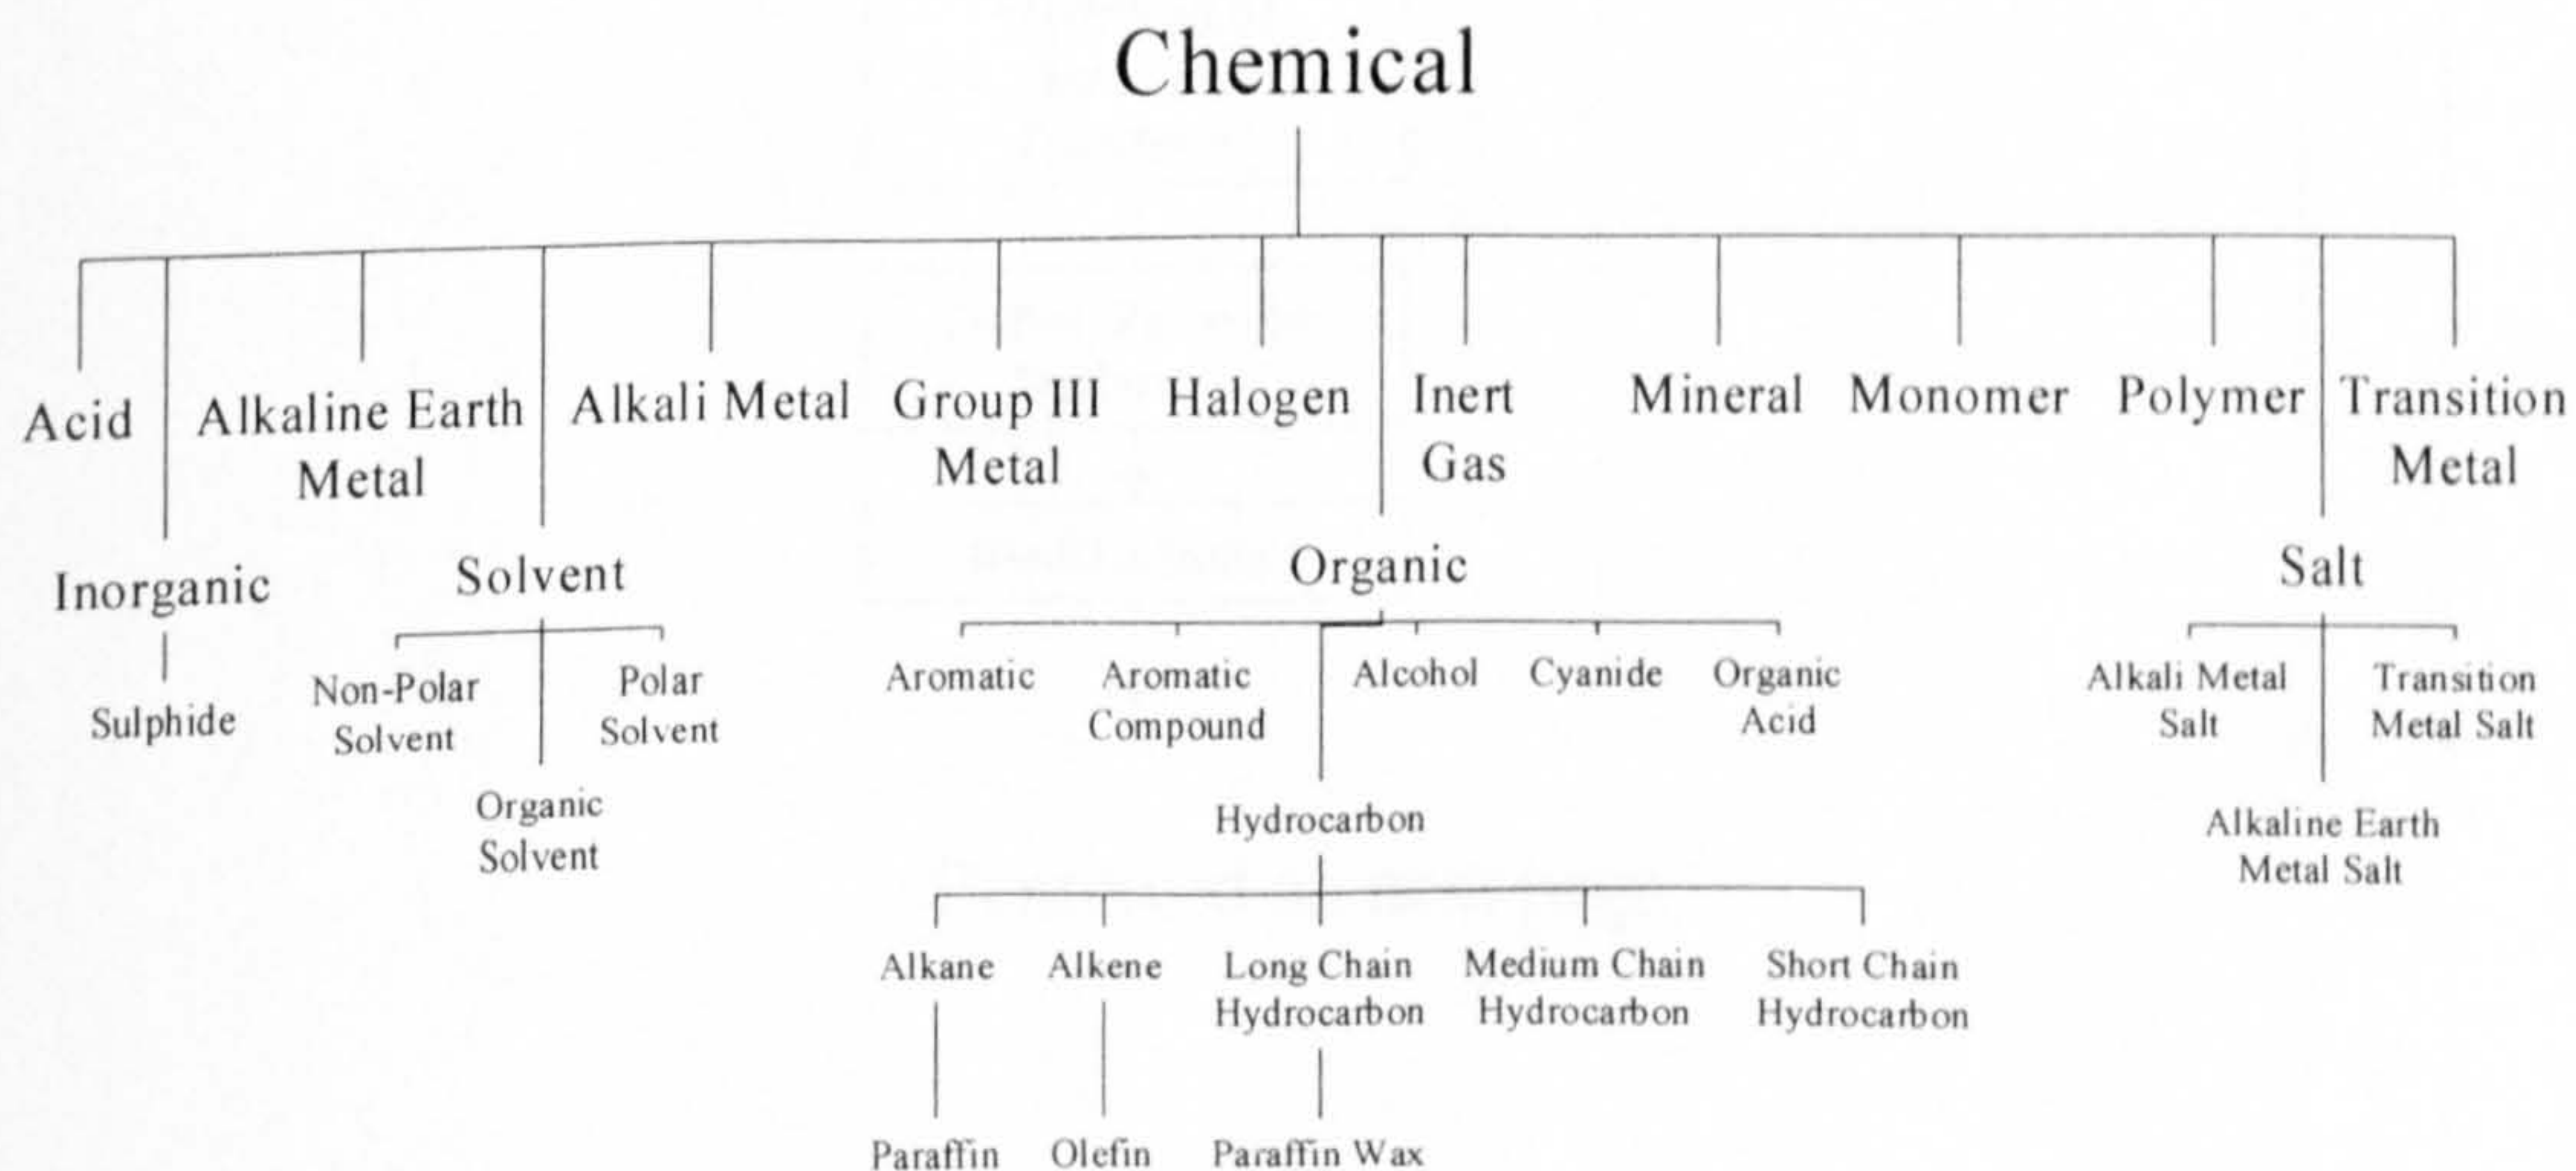 Chemical
Acid
Alkaline Earth
Metal
Alkali Metal
Group III
Metal
Halogen
Inert
Gas
Mineral
Monomer
Polymer
Transition
Metal
Inorganic
Solvent
Organic
Salt
Sulphide
Non-Polar
Solvent
Polar
Solvent
Organic
Solvent
Aromatic
Aromatic
Compound
Alcohol
Cyanide
Organic
Acid
Alkali Metal
Salt
Transition
Metal Salt
Hydrocarbon
Alkaline Earth
Metal Salt
Alkane
Alkene
Long Chain
Hydrocarbon
Medium Chain
Hydrocarbon
Short Chain
Hydrocarbon
Paraffin
Olefin
Paraffin Wax